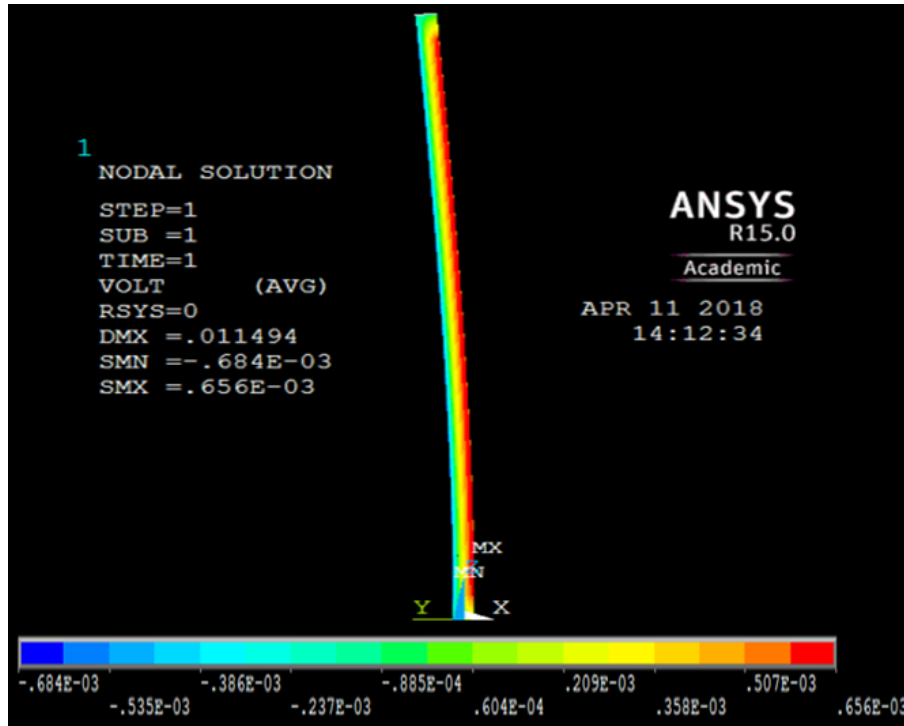 1
NODAL SOLUTION
STEP=1
SUB =1
TIME=1
VOLT (AVG)
RSYS=0
DMX =.011494
SMN =-.684E-03
SMX =.656E-03
ANSYS
R15.0
Academic
APR 11 2018
14:12:34
MX
MN
Y X
-.684E-03 -.386E-03 -.885E-04 .209E-03 .507E-03
-.535E-03 -.237E-03 .604E-04 .358E-03 .656E-03